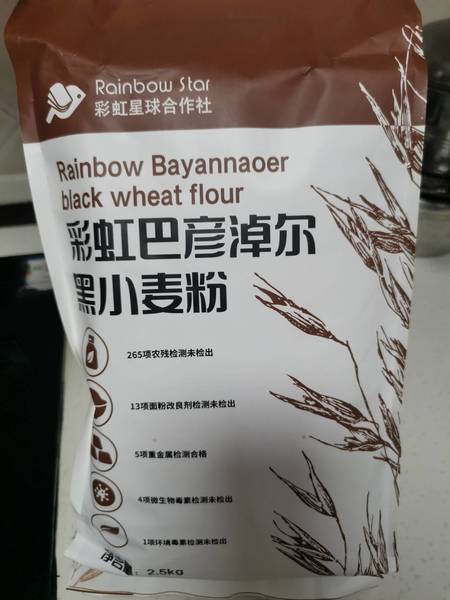 Rainbow Star
彩虹星球合作社
Rainbow Bayannaoer
black wheat flour
彩虹巴彦淖尔
黑小麦粉
265项农残检测未检出
13项面粉改良剂检测未检出
5项重金属检测合格
4项微生物毒素检测未检出
1项环境毒素检测未检出
净含量：2.5kg